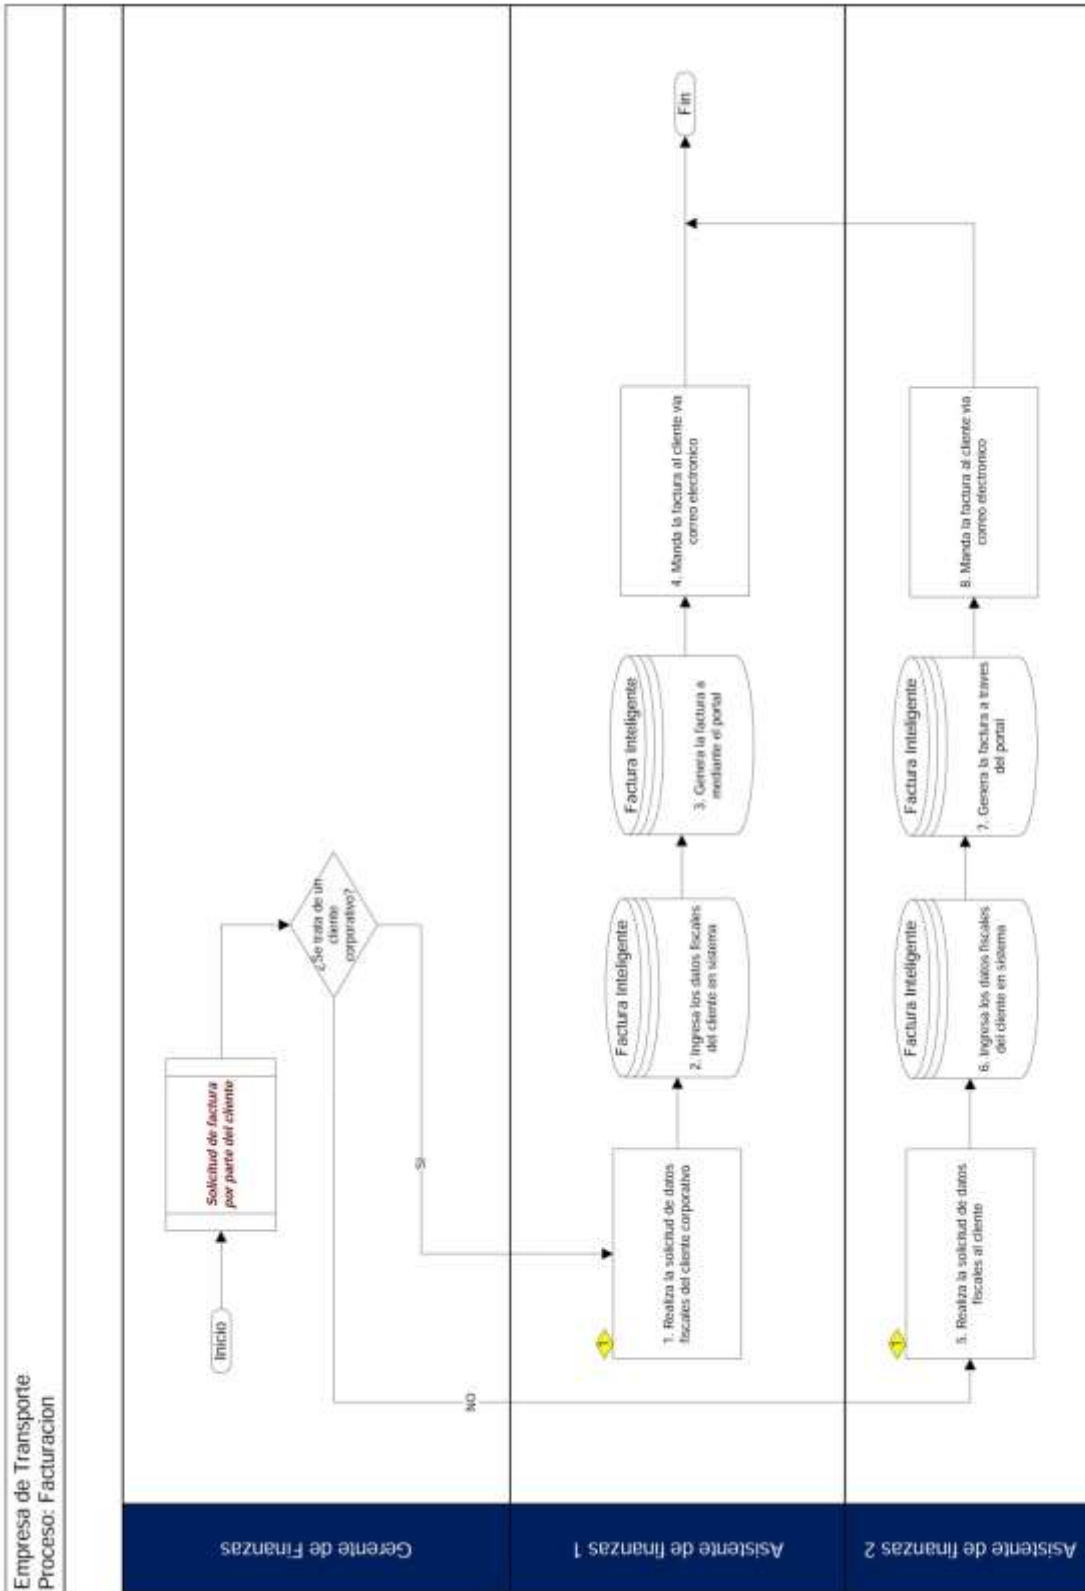 Empresa de Transporte
Proceso: Facturacion
Gerente de Finanzas
Inicio
Solicitud de factura
por parte del cliente
¿Se trata de un
cliente
corporativo?
SI
NO
Asistente de finanzas 1
1
1. Realiza la solicitud de datos
fiscales del cliente corporativo
Factura Inteligente
2. Ingresa los datos fiscales
del cliente en sistema
Factura Inteligente
3. Genera la factura a
mediante el portal
4. Manda la factura al cliente via
correo electronico
Fin
Asistente de finanzas 2
1
5. Realiza la solicitud de datos
fiscales al cliente
Factura Inteligente
6. Ingresa los datos fiscales
del cliente en sistema
Factura Inteligente
7. Genera la factura a traves
del portal
8. Manda la factura al cliente via
correo electronico